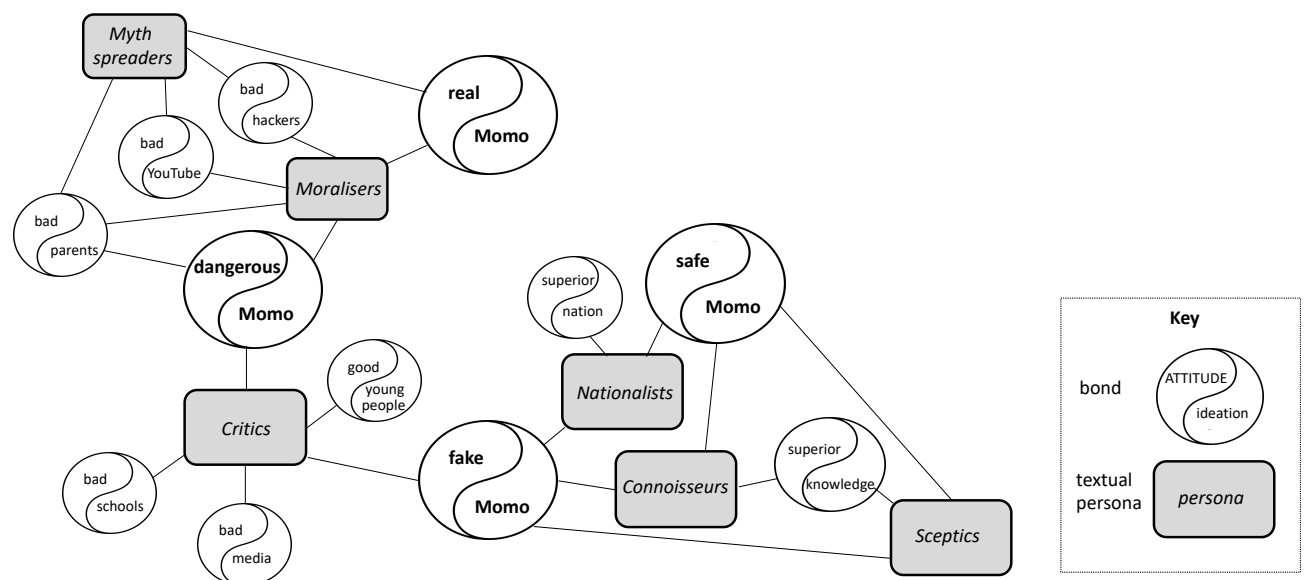 Myth
spreaders
bad
hackers
real
Momo
bad
YouTube
Moralisers
bad
parents
dangerous
Momo
superior
nation
safe
Momo
good
young
people
Nationalists
Critics
fake
Momo
Connoisseurs
superior
knowledge
bad
schools
bad
media
Sceptics
Key
bond
ATTITUDE
ideation
textual
persona
persona